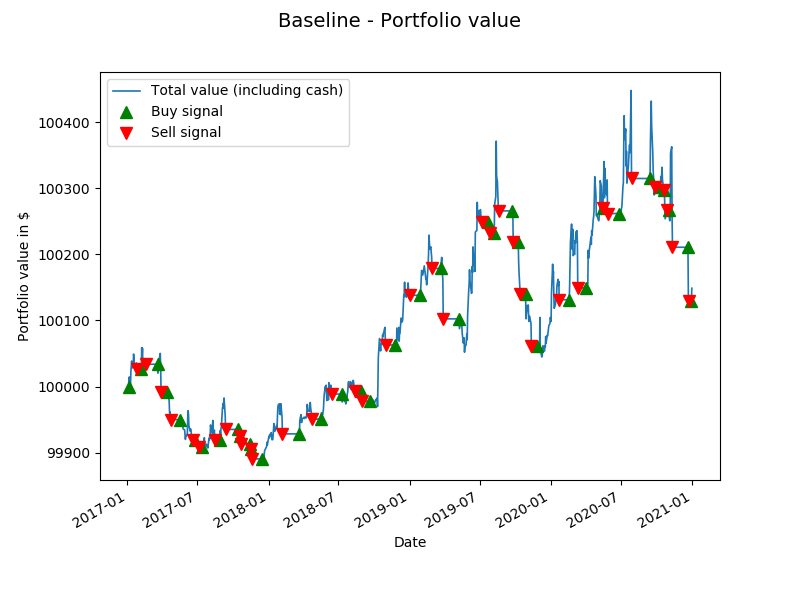 Baseline - Portfolio value
Total value (including cash)
Buy signal
Sell signal
100400
100300
100200
100100
100000
99900
Portfolio value in $
2017-01
2017-07
2018-01
2018-07
2019-01
2019-07
2020-01
2020-07
2021-01
Date